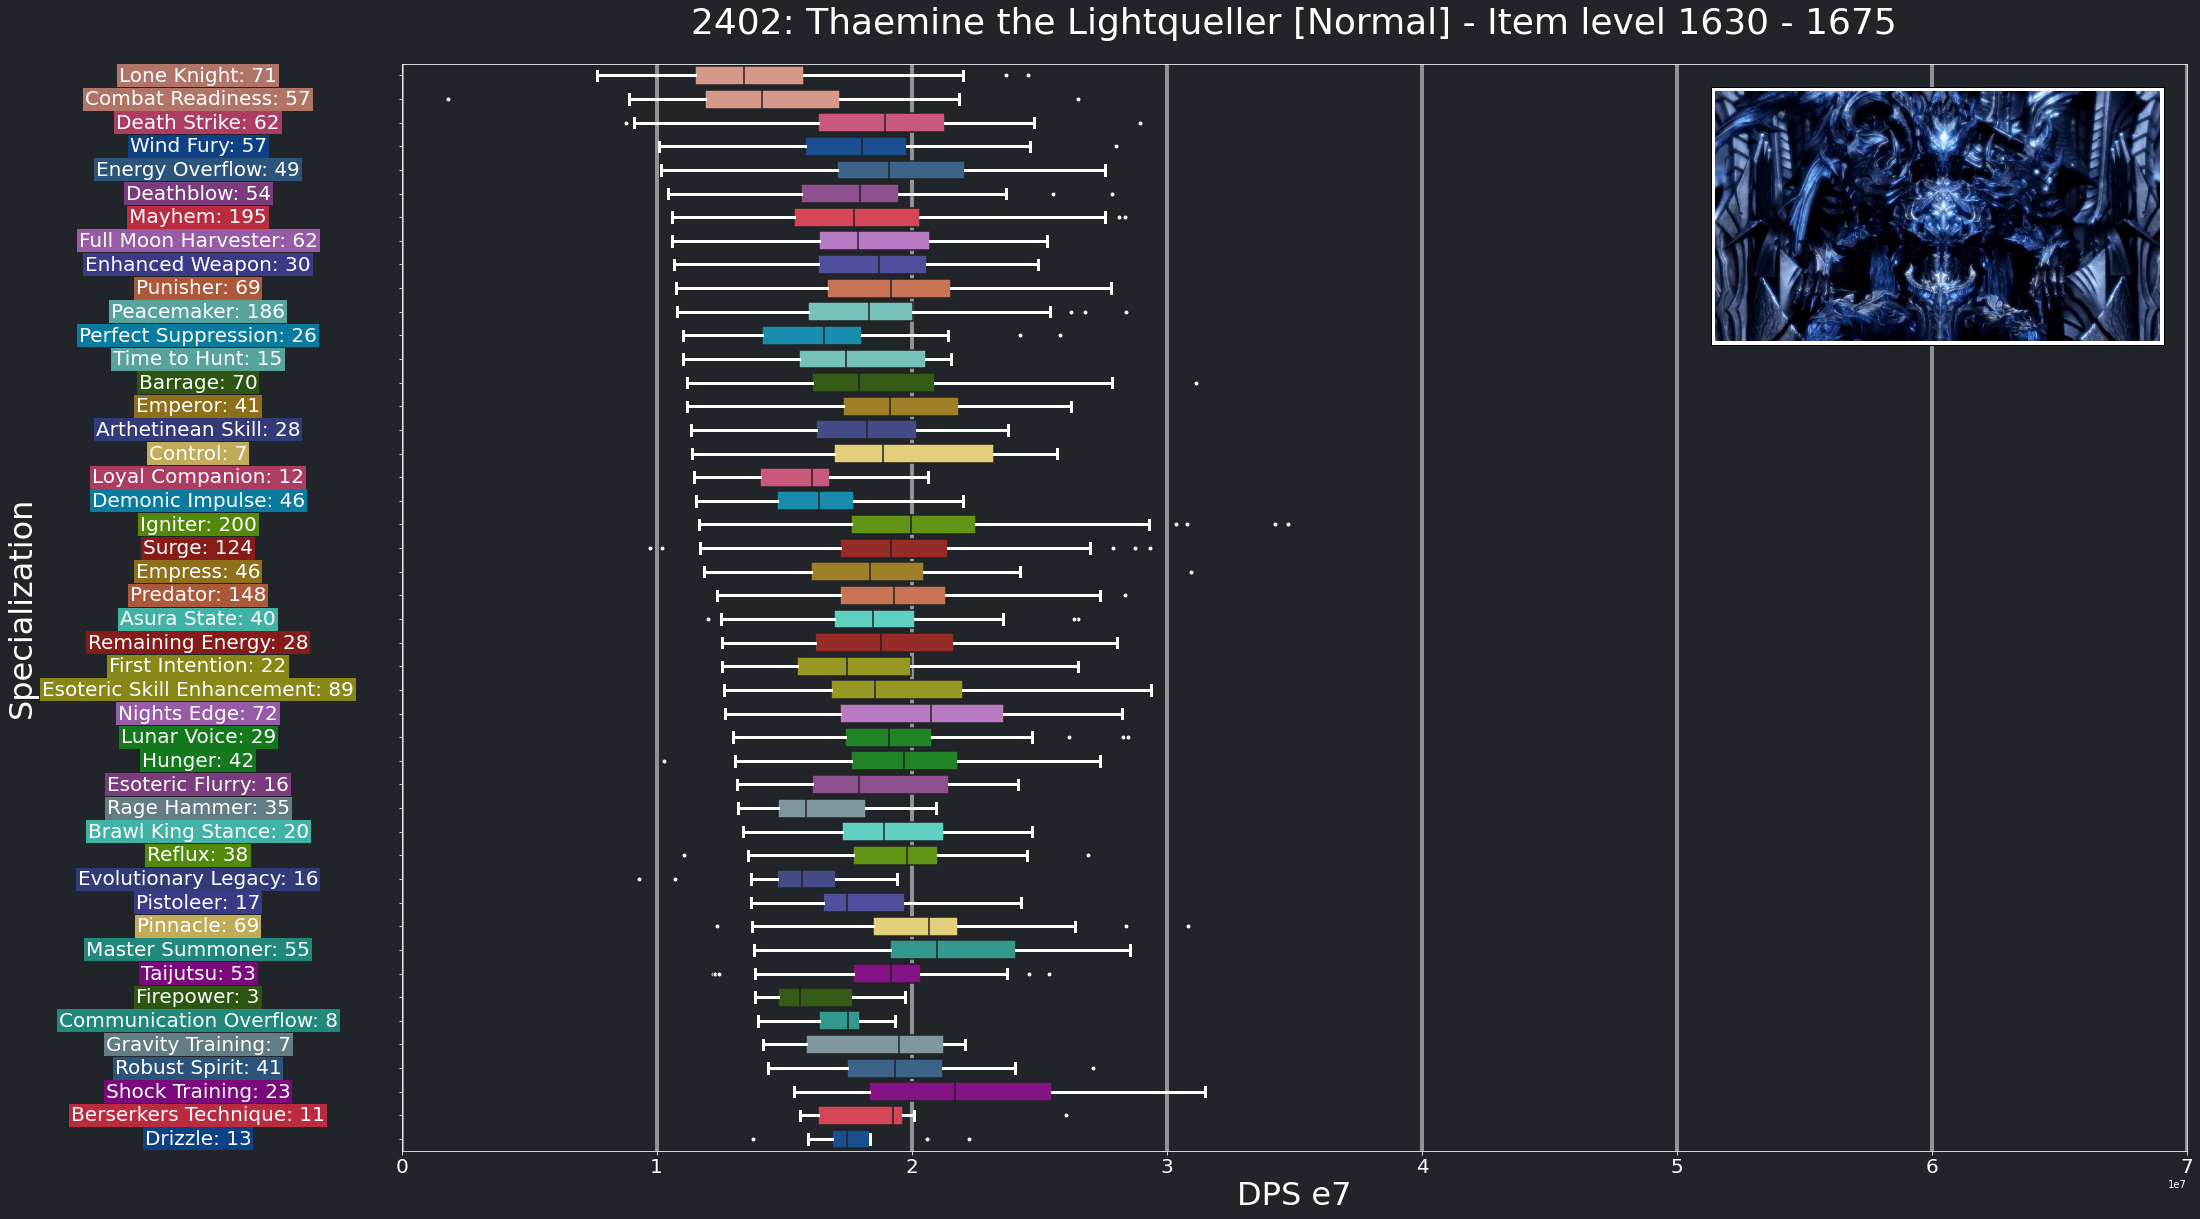 2402: Thaemine the Lightqueller [Normal] - Item level 1630 - 1675
Specialization
Lone Knight: 71
Combat Readiness: 57
Death Strike: 62
Wind Fury: 57
Energy Overflow: 49
Deathblow: 54
Mayhem: 195
Full Moon Harvester: 62
Enhanced Weapon: 30
Punisher: 69
Peacemaker: 186
Perfect Suppression: 26
Time to Hunt: 15
Barrage: 70
Emperor: 41
Arthetinean Skill: 28
Control: 7
Loyal Companion: 12
Demonic Impulse: 46
Igniter: 200
Surge: 124
Empress: 46
Predator: 148
Asura State: 40
Remaining Energy: 28
First Intention: 22
Esoteric Skill Enhancement: 89
Nights Edge: 72
Lunar Voice: 29
Hunger: 42
Esoteric Flurry: 16
Rage Hammer: 35
Brawl King Stance: 20
Reflux: 38
Evolutionary Legacy: 16
Pistoleer: 17
Pinnacle: 69
Master Summoner: 55
Taijutsu: 53
Firepower: 3
Communication Overflow: 8
Gravity Training: 7
Robust Spirit: 41
Shock Training: 23
Berserkers Technique: 11
Drizzle: 13
0 1 2 3 4 5 6 7
1e7
DPS e7